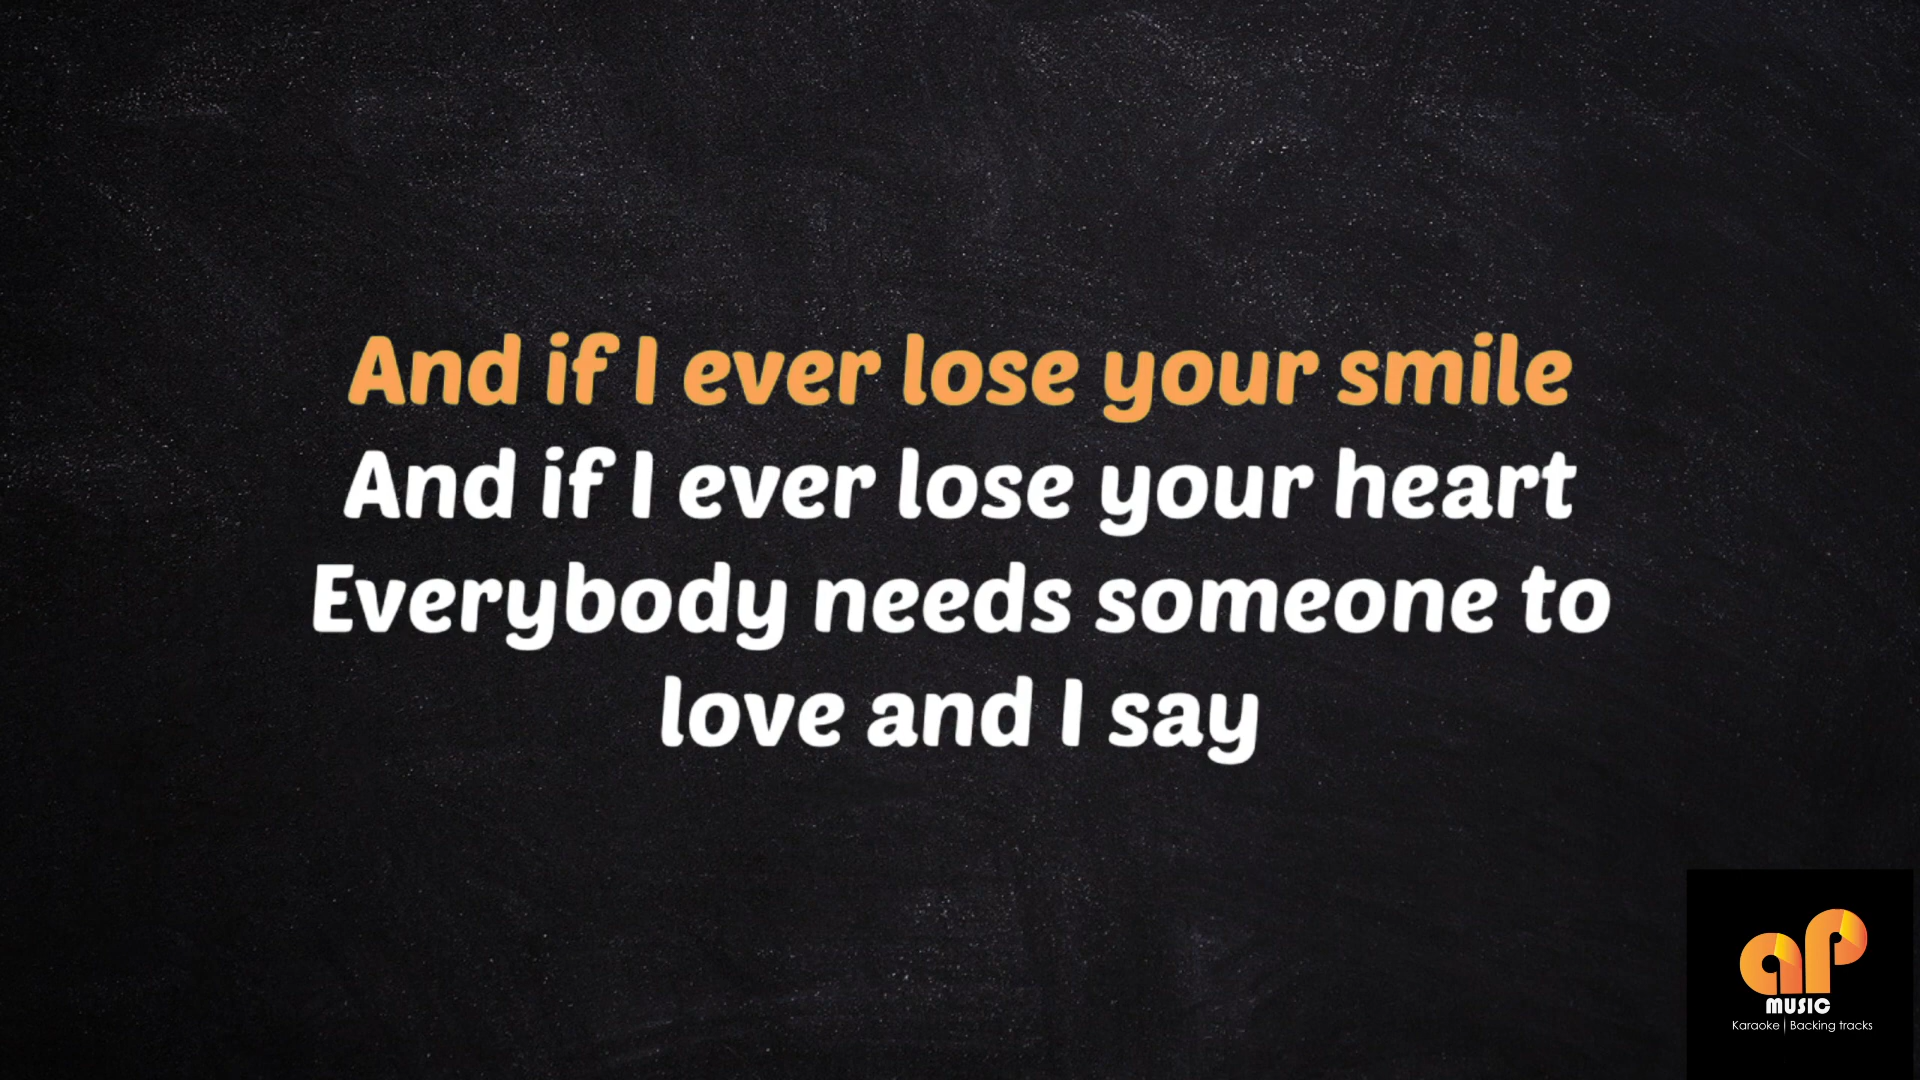 And if I ever lose your smile
And if I ever lose your heart
Everybody needs someone to
love and I say
ap
MUSIC
Karaoke | Backing tracks